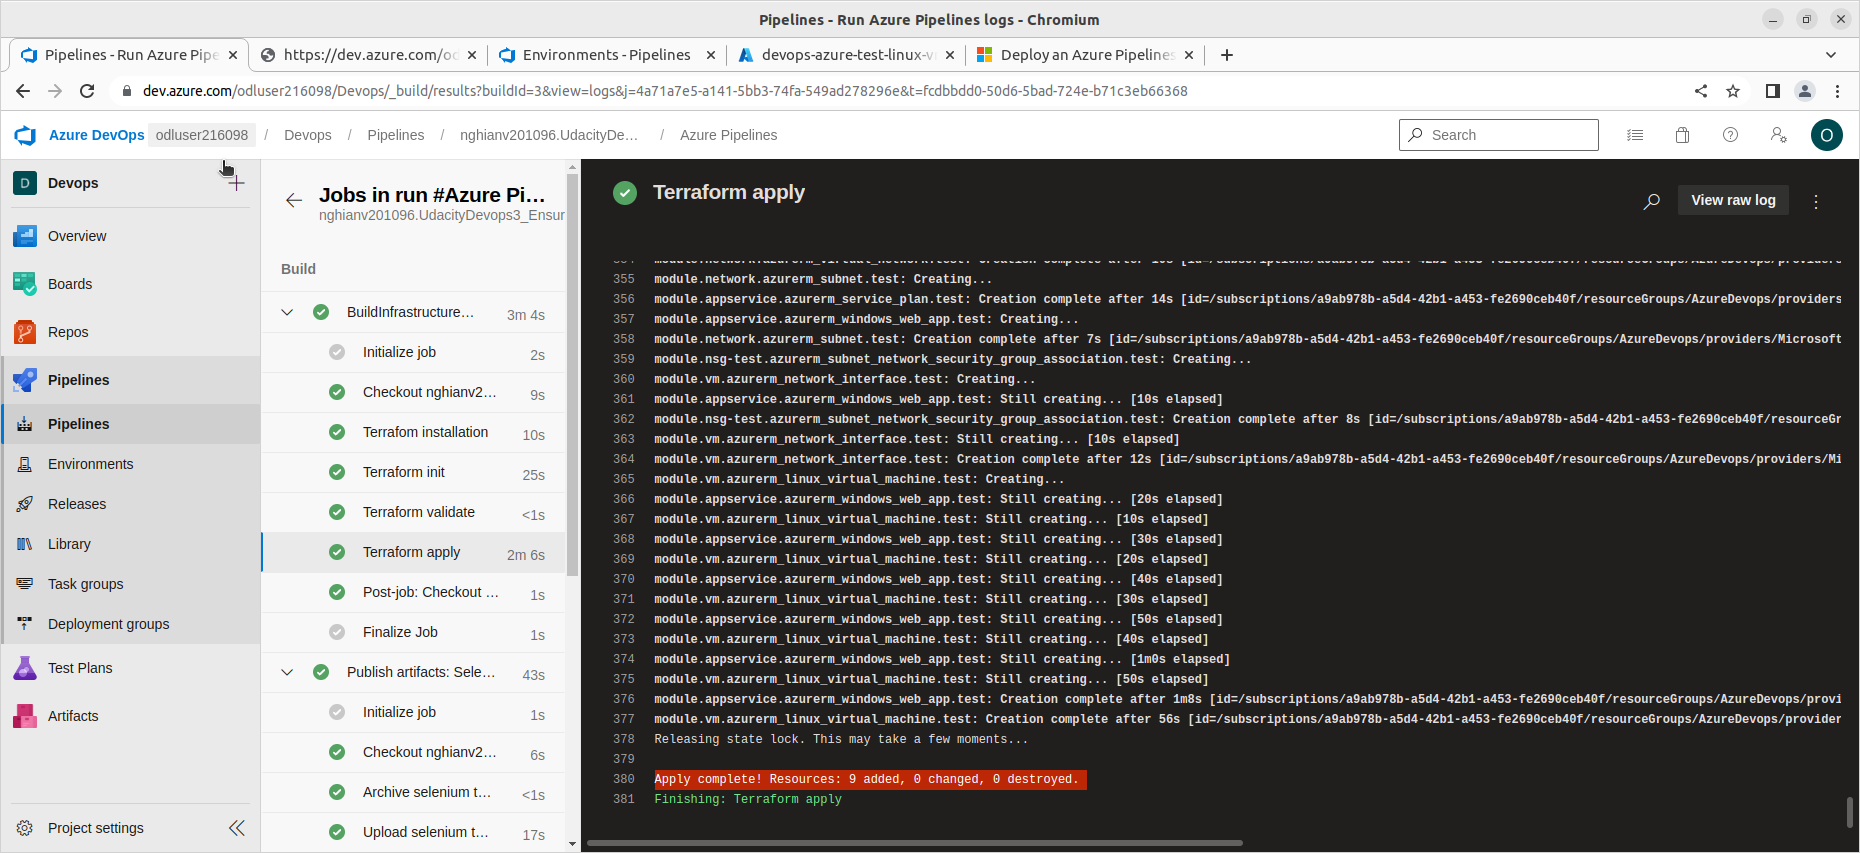 Pipelines - Run Azure Pipelines logs - Chromium
Pipelines - Run Azure Pipe
https://dev.azure.com/od
Environments - Pipelines
devops-azure-test-linux-v
Deploy an Azure Pipelines
dev.azure.com/odluser216098/Devops/_build/results?buildId=3&view=logs&j=4a71a7e5-a141-5bb3-74fa-549ad278296e&t=fcdbbdd0-50d6-5bad-724e-b71c3eb66368
Azure DevOps odluser216098 / Devops / Pipelines / nghianv201096.UdacityDe... / Azure Pipelines
Search
O
D Devops
Overview
Boards
Repos
Pipelines
Pipelines
Environments
Releases
Library
Task groups
Deployment groups
Test Plans
Artifacts
Project settings
Jobs in run #Azure Pi...
nghianv201096.UdacityDevops3_Ensur
Build
BuildInfrastructure... 3m 4s
Initialize job 2s
Checkout nghianv2... 9s
Terrafom installation 10s
Terraform init 25s
Terraform validate <1s
Terraform apply 2m 6s
Post-job: Checkout ... 1s
Finalize Job 1s
Publish artifacts: Sele... 43s
Initialize job 1s
Checkout nghianv2... 6s
Archive selenium t... <1s
Upload selenium t... 17s
Terraform apply
View raw log
355 module.network.azurerm_subnet.test: Creating...
356 module.appservice.azurerm_service_plan.test: Creation complete after 14s [id=/subscriptions/a9ab978b-a5d4-42b1-a453-fe2690ceb40f/resourceGroups/AzureDevops/providers
357 module.appservice.azurerm_windows_web_app.test: Creating...
358 module.network.azurerm_subnet.test: Creation complete after 7s [id=/subscriptions/a9ab978b-a5d4-42b1-a453-fe2690ceb40f/resourceGroups/AzureDevops/providers/Microsoft
359 module.nsg-test.azurerm_subnet_network_security_group_association.test: Creating...
360 module.vm.azurerm_network_interface.test: Creating...
361 module.appservice.azurerm_windows_web_app.test: Still creating... [10s elapsed]
362 module.nsg-test.azurerm_subnet_network_security_group_association.test: Creation complete after 8s [id=/subscriptions/a9ab978b-a5d4-42b1-a453-fe2690ceb40f/resourceGr
363 module.vm.azurerm_network_interface.test: Still creating... [10s elapsed]
364 module.vm.azurerm_network_interface.test: Creation complete after 12s [id=/subscriptions/a9ab978b-a5d4-42b1-a453-fe2690ceb40f/resourceGroups/AzureDevops/providers/Mi
365 module.vm.azurerm_linux_virtual_machine.test: Creating...
366 module.appservice.azurerm_windows_web_app.test: Still creating... [20s elapsed]
367 module.vm.azurerm_linux_virtual_machine.test: Still creating... [10s elapsed]
368 module.appservice.azurerm_windows_web_app.test: Still creating... [30s elapsed]
369 module.vm.azurerm_linux_virtual_machine.test: Still creating... [20s elapsed]
370 module.appservice.azurerm_windows_web_app.test: Still creating... [40s elapsed]
371 module.vm.azurerm_linux_virtual_machine.test: Still creating... [30s elapsed]
372 module.appservice.azurerm_windows_web_app.test: Still creating... [50s elapsed]
373 module.vm.azurerm_linux_virtual_machine.test: Still creating... [40s elapsed]
374 module.appservice.azurerm_windows_web_app.test: Still creating... [1m0s elapsed]
375 module.vm.azurerm_linux_virtual_machine.test: Still creating... [50s elapsed]
376 module.appservice.azurerm_windows_web_app.test: Creation complete after 1m8s [id=/subscriptions/a9ab978b-a5d4-42b1-a453-fe2690ceb40f/resourceGroups/AzureDevops/provi
377 module.vm.azurerm_linux_virtual_machine.test: Creation complete after 56s [id=/subscriptions/a9ab978b-a5d4-42b1-a453-fe2690ceb40f/resourceGroups/AzureDevops/provider
378 Releasing state lock. This may take a few moments...
379
380 Apply complete! Resources: 9 added, 0 changed, 0 destroyed.
381 Finishing: Terraform apply